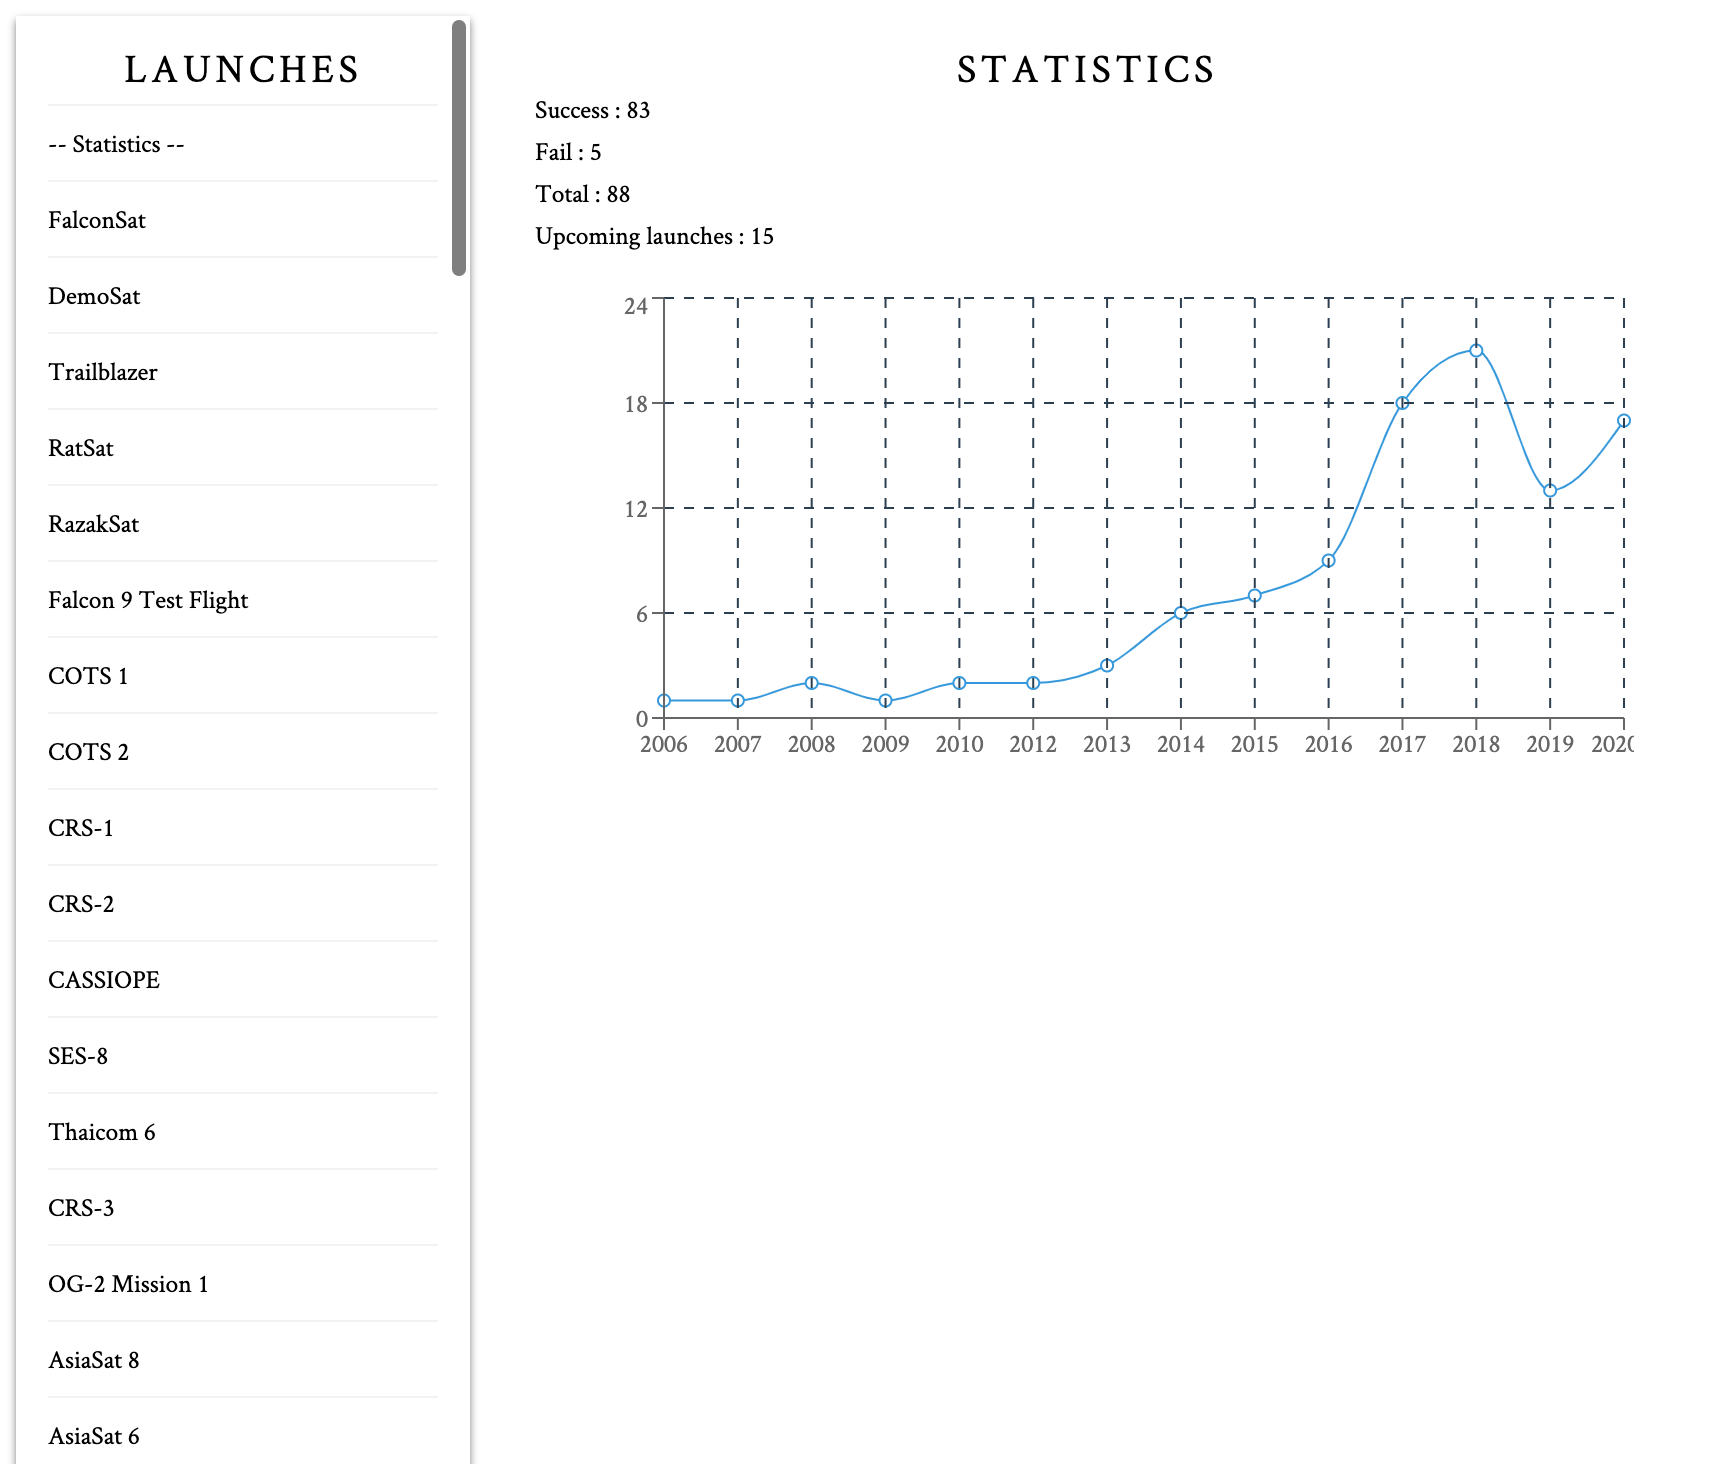 LAUNCHES
-- Statistics --
FalconSat
DemoSat
Trailblazer
RatSat
RazakSat
Falcon 9 Test Flight
COTS 1
COTS 2
CRS-1
CRS-2
CASSIOPE
SES-8
Thaicom 6
CRS-3
OG-2 Mission 1
AsiaSat 8
AsiaSat 6
STATISTICS
Success : 83
Fail : 5
Total : 88
Upcoming launches : 15
24
18
12
6
0
2006 2007 2008 2009 2010 2012 2013 2014 2015 2016 2017 2018 2019 2020